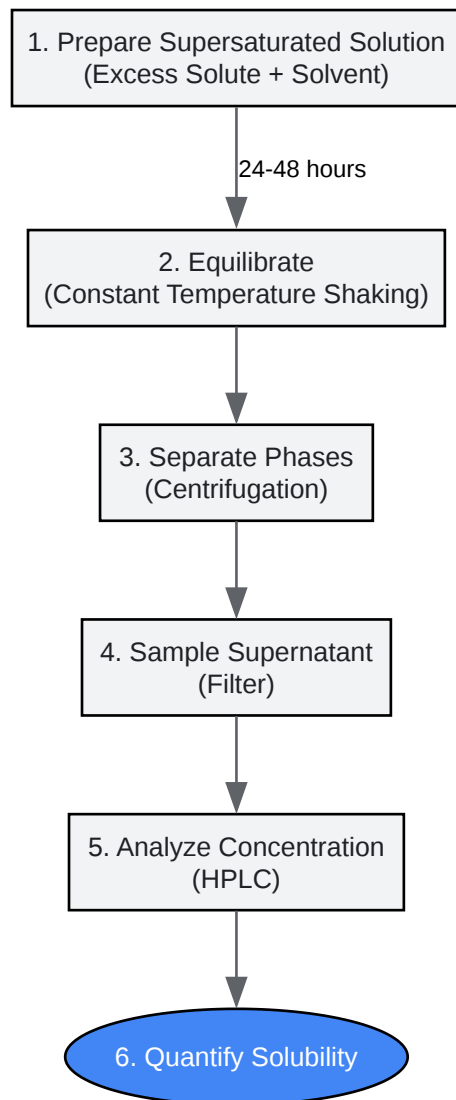 1. Prepare Supersaturated Solution
(Excess Solute + Solvent)
24-48 hours
2. Equilibrate
(Constant Temperature Shaking)
3. Separate Phases
(Centrifugation)
4. Sample Supernatant
(Filter)
5. Analyze Concentration
(HPLC)
6. Quantify Solubility